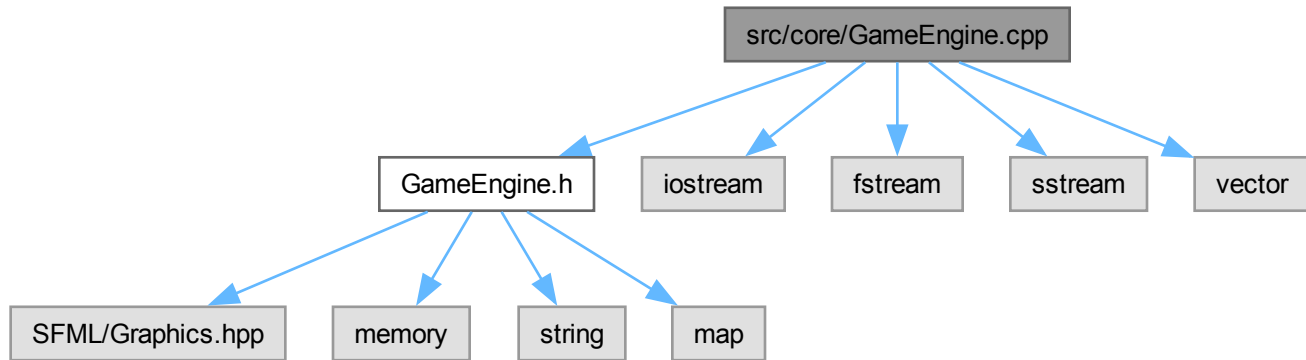 src/core/GameEngine.cpp
GameEngine.h
iostream
fstream
sstream
vector
SFML/Graphics.hpp
memory
string
map